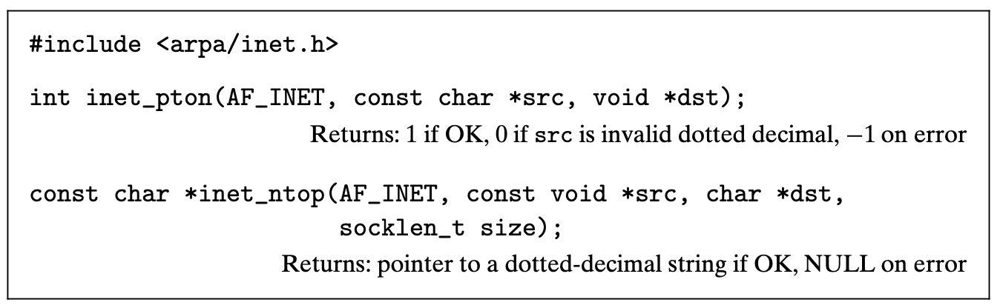 #include <arpa/inet.h>
int inet_pton(AF_INET, const char *src, void *dst);
Returns: 1 if OK, 0 if src is invalid dotted decimal, −1 on error
const char *inet_ntop(AF_INET, const void *src, char *dst,
socklen_t size);
Returns: pointer to a dotted-decimal string if OK, NULL on error